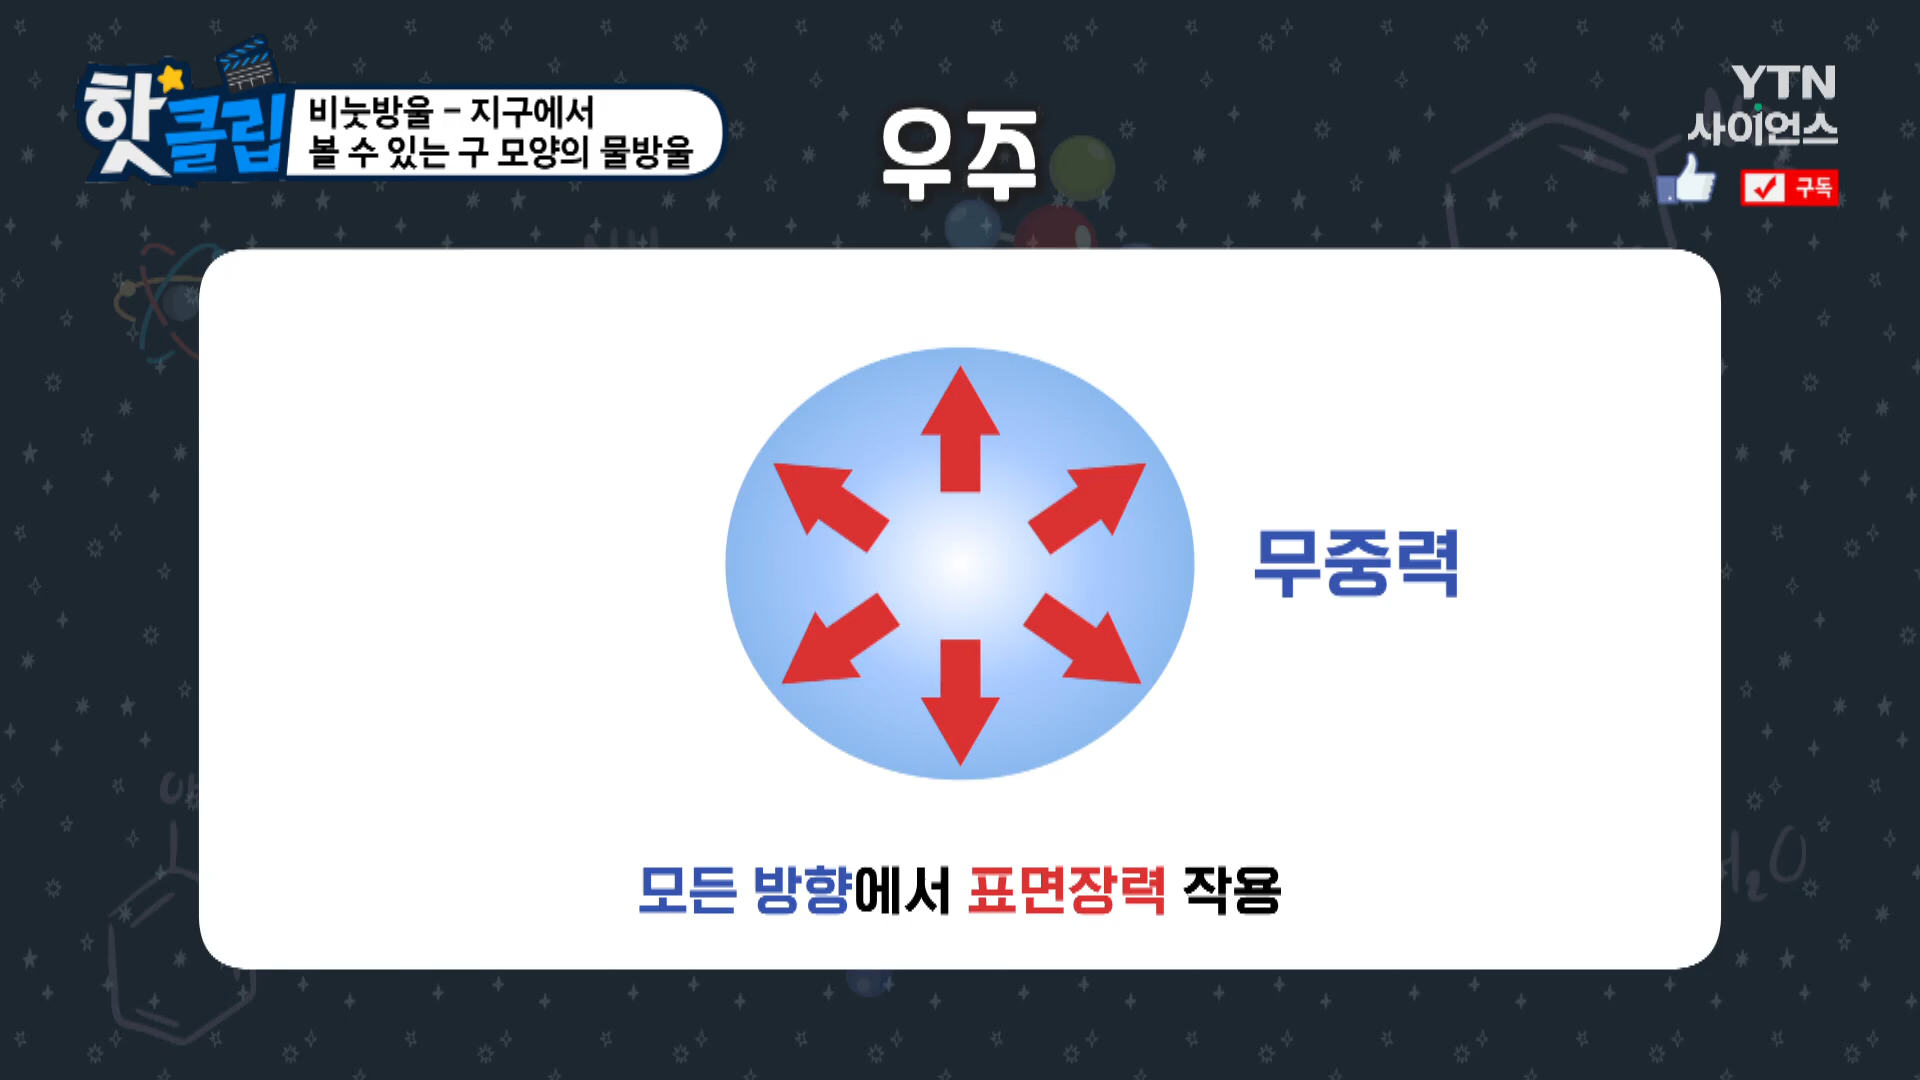 핫클립
비눗방울 – 지구에서
볼 수 있는 구 모양의 물방울
우주
YTN
사이언스
구독
무중력
모든 방향에서 표면장력 작용